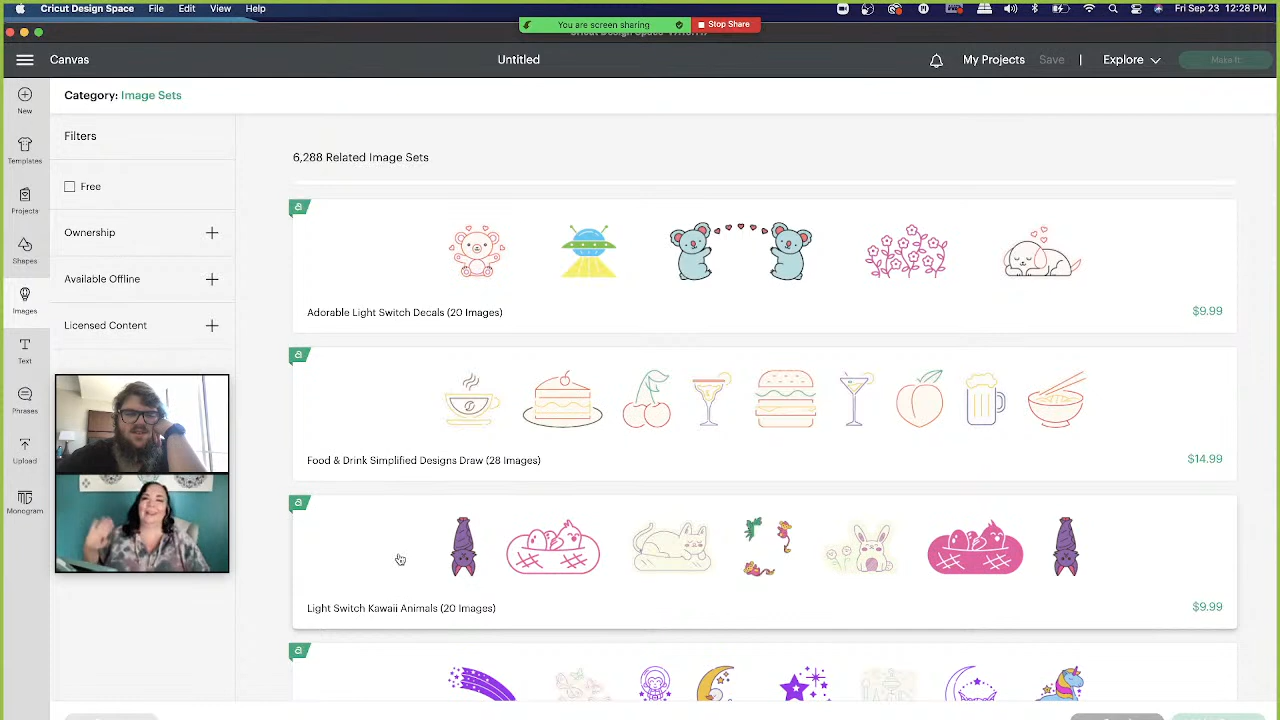 Cricut Design Space File Edit View Help
Fri Sep 23 12:28 PM
You are screen sharing Stop Share
Canvas
Untitled
My Projects Save | Explore Make It
Category: Image Sets
New
Templates
Projects
Shapes
Images
Text
Phrases
Upload
Monogram
Filters
Free
Ownership
Available Offline
Licensed Content
6,288 Related Image Sets
a
Adorable Light Switch Decals (20 Images) $9.99
a
Food & Drink Simplified Designs Draw (28 Images) $14.99
a
Light Switch Kawaii Animals (20 Images) $9.99
a